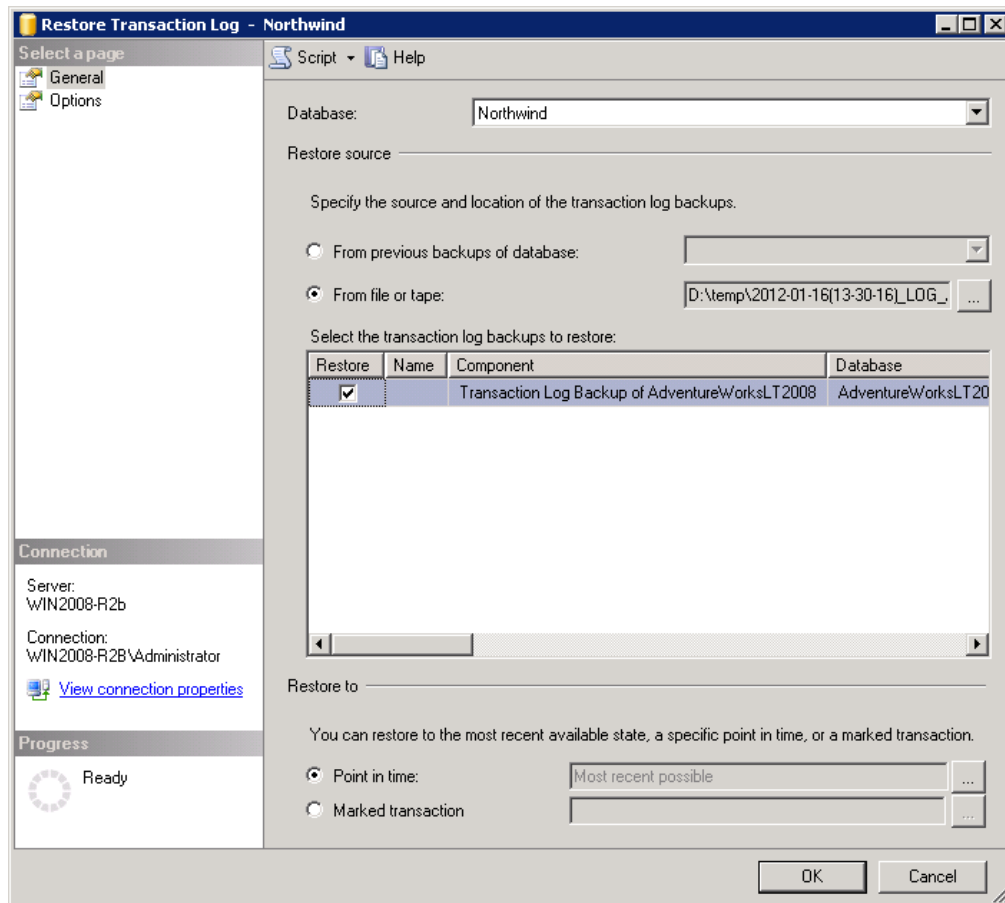 Restore Transaction Log - Northwind
Select a page
General
Options
Script
Help
Database:
Northwind
Restore source
Specify the source and location of the transaction log backups.
From previous backups of database:
From file or tape:
D:\temp\2012-01-16(13-30-16)_LOG_
...
Select the transaction log backups to restore:
Restore Name Component Database
Transaction Log Backup of AdventureWorksLT2008 AdventureWorksLT20
Connection
Server:
WIN2008-R2b
Connection:
WIN2008-R2B\Administrator
View connection properties
Progress
Ready
Restore to
You can restore to the most recent available state, a specific point in time, or a marked transaction.
Point in time:
Most recent possible
...
Marked transaction
...
OK
Cancel